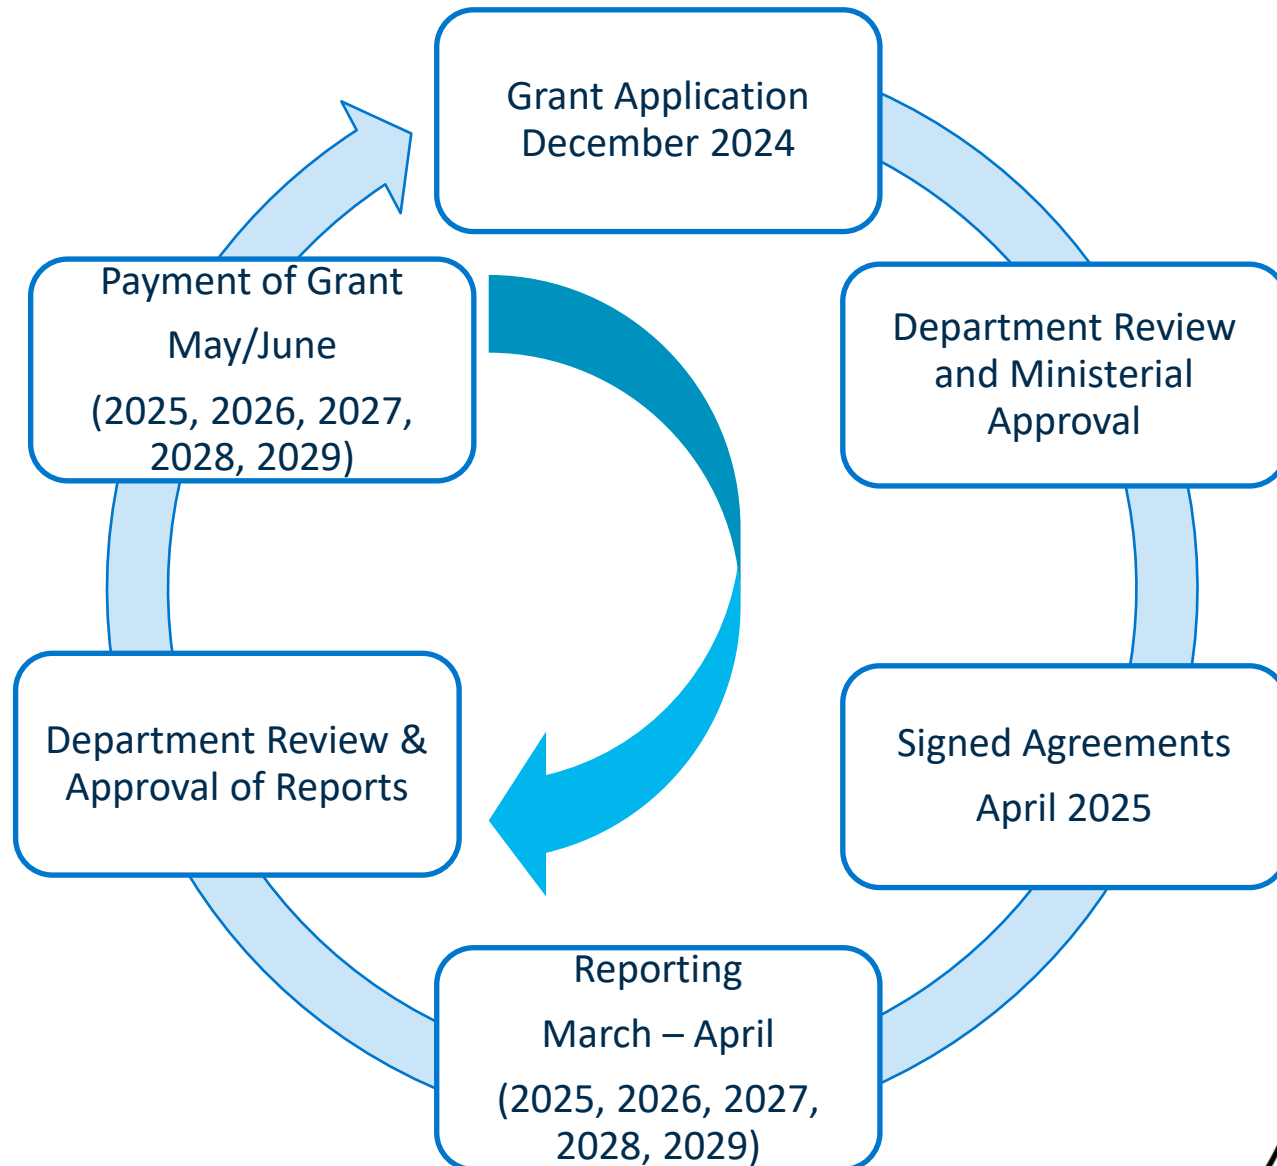 Grant Application
December 2024
Department Review
and Ministerial
Approval
Signed Agreements
April 2025
Reporting
March – April
(2025, 2026, 2027,
2028, 2029)
Department Review &
Approval of Reports
Payment of Grant
May/June
(2025, 2026, 2027,
2028, 2029)